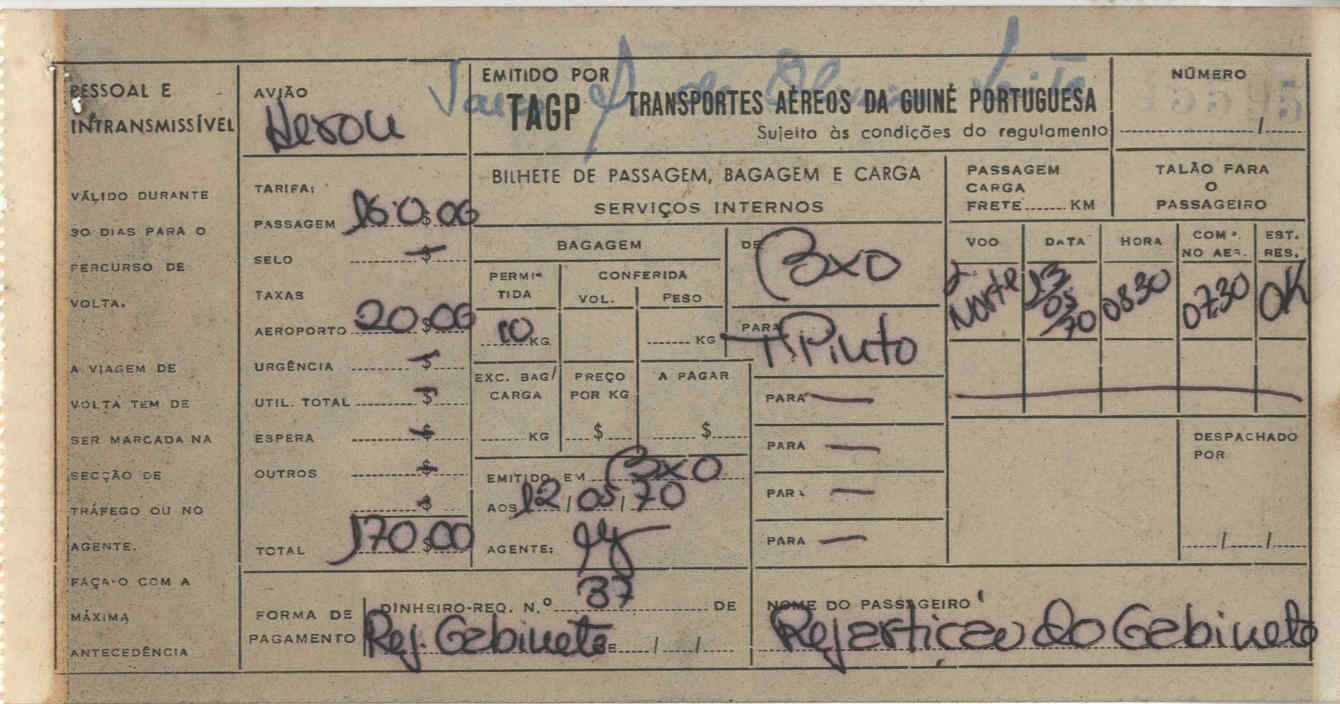 PESSOAL E
INTRANSMISSÍVEL
VÁLIDO DURANTE
30 DIAS PARA O
PERCURSO DE
VOLTA.
A VIAGEM DE
VOLTA TEM DE
SER MARCADA NA
SECÇÃO DE
TRÁFEGO OU NO
AGENTE.
FAÇA-O COM A
MÁXIMA
ANTECEDÊNCIA
AVIÃO
Heron
TARIFA:
PASSAGEM $
SELO $
TAXAS
AEROPORTO 20$00
URGÊNCIA $
UTIL. TOTAL $
ESPERA $
OUTROS $
$
TOTAL 170$00
FORMA DE
PAGAMENTO
DINHEIRO-REQ. N.º 37 DE
Rep. Gabinete DE / /
EMITIDO POR
TAGP TRANSPORTES AÉREOS DA GUINÉ PORTUGUESA
Sujeito às condições do regulamento
BILHETE DE PASSAGEM, BAGAGEM E CARGA
SERVIÇOS INTERNOS
BAGAGEM
PERMI-
TIDA
CONFERIDA
VOL. PESO
10 KG KG
EXC. BAG/
CARGA
PREÇO
POR KG
A PAGAR
KG $ $
EMITIDO EM BXO
AOS 12/05/70
AGENTE:
DE BXO
PARA T. Pinto
PARA —
PARA —
PARA —
PARA —
NOME DO PASSAGEIRO
Repartição do Gabinete
PASSAGEM
CARGA
FRETE KM
NÚMERO
/
TALÃO PARA
O
PASSAGEIRO
VOO DATA HORA COMº. NO AER. EST. RES.
Norte 13/05/70 0830 0730 OK
DESPACHADO
POR
/ /